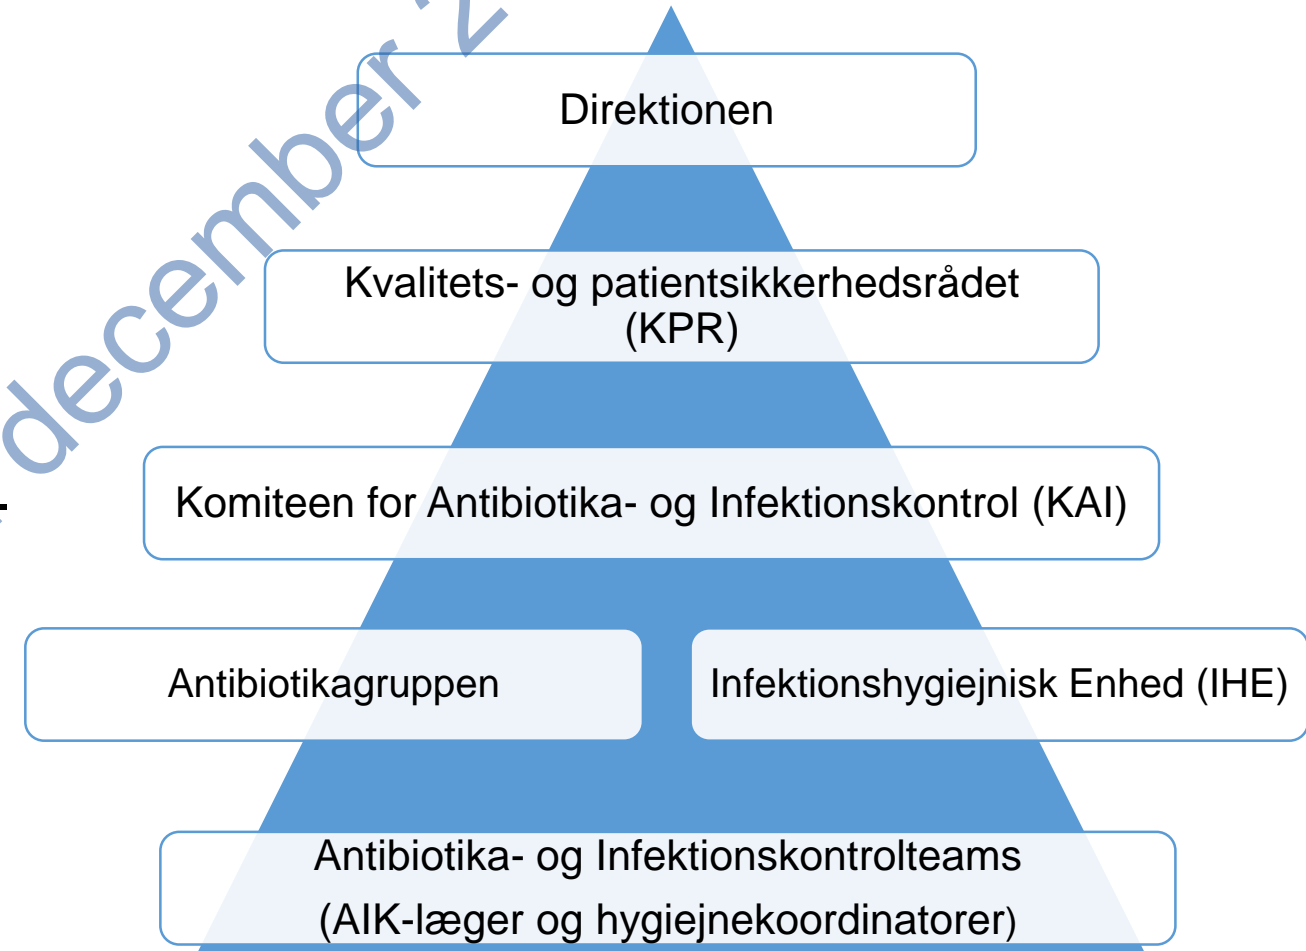 december
Direktionen
Kvalitets- og patientsikkerhedsrådet
(KPR)
Komiteen for Antibiotika- og Infektionskontrol (KAI)
Antibiotikagruppen
Infektionshygiejnisk Enhed (IHE)
Antibiotika- og Infektionskontrolteams
(AIK-læger og hygiejnekoordinatorer)